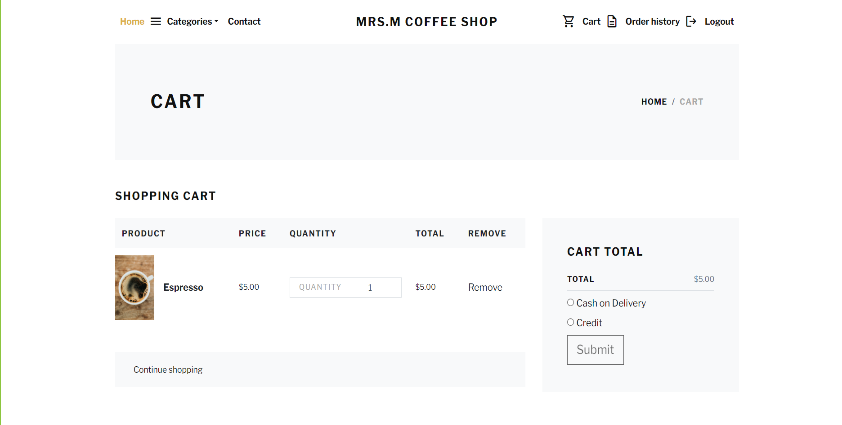 Home Categories Contact MRS.M COFFEE SHOP Cart Order history Logout
CART HOME / CART
SHOPPING CART
PRODUCT PRICE QUANTITY TOTAL REMOVE
Espresso $5.00 QUANTITY 1 $5.00 Remove
Continue shopping
CART TOTAL
TOTAL $5.00
Cash on Delivery
Credit
Submit